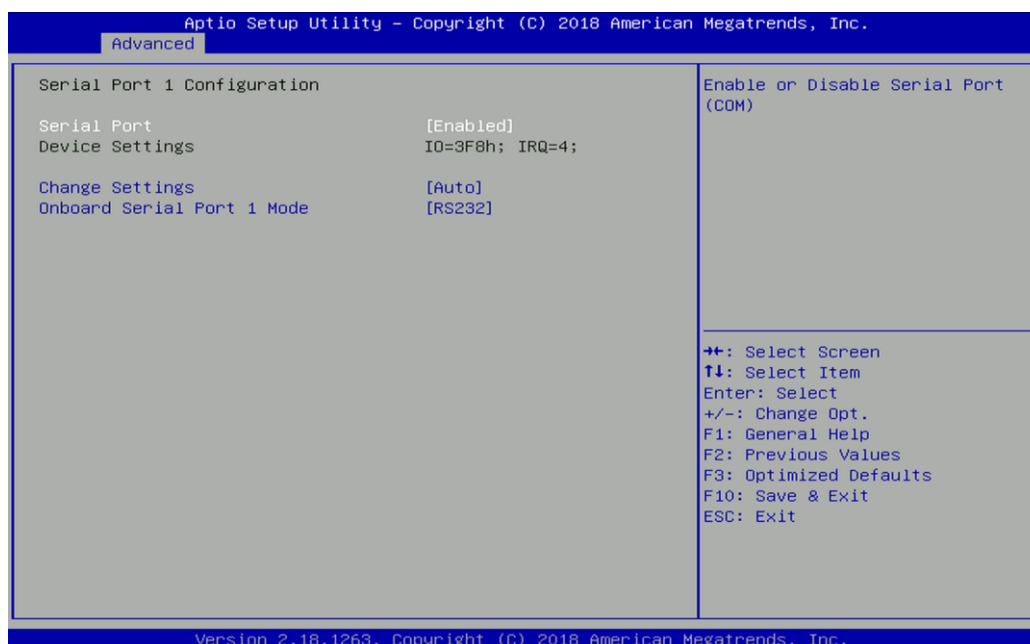 Aptio Setup Utility – Copyright (C) 2018 American Megatrends, Inc.
Advanced
Serial Port 1 Configuration
Serial Port [Enabled]
Device Settings IO=3F8h; IRQ=4;
Change Settings [Auto]
Onboard Serial Port 1 Mode [RS232]
Enable or Disable Serial Port
(COM)
→←: Select Screen
↑↓: Select Item
Enter: Select
+/-: Change Opt.
F1: General Help
F2: Previous Values
F3: Optimized Defaults
F10: Save & Exit
ESC: Exit
Version 2.18.1263. Copyright (C) 2018 American Megatrends, Inc.